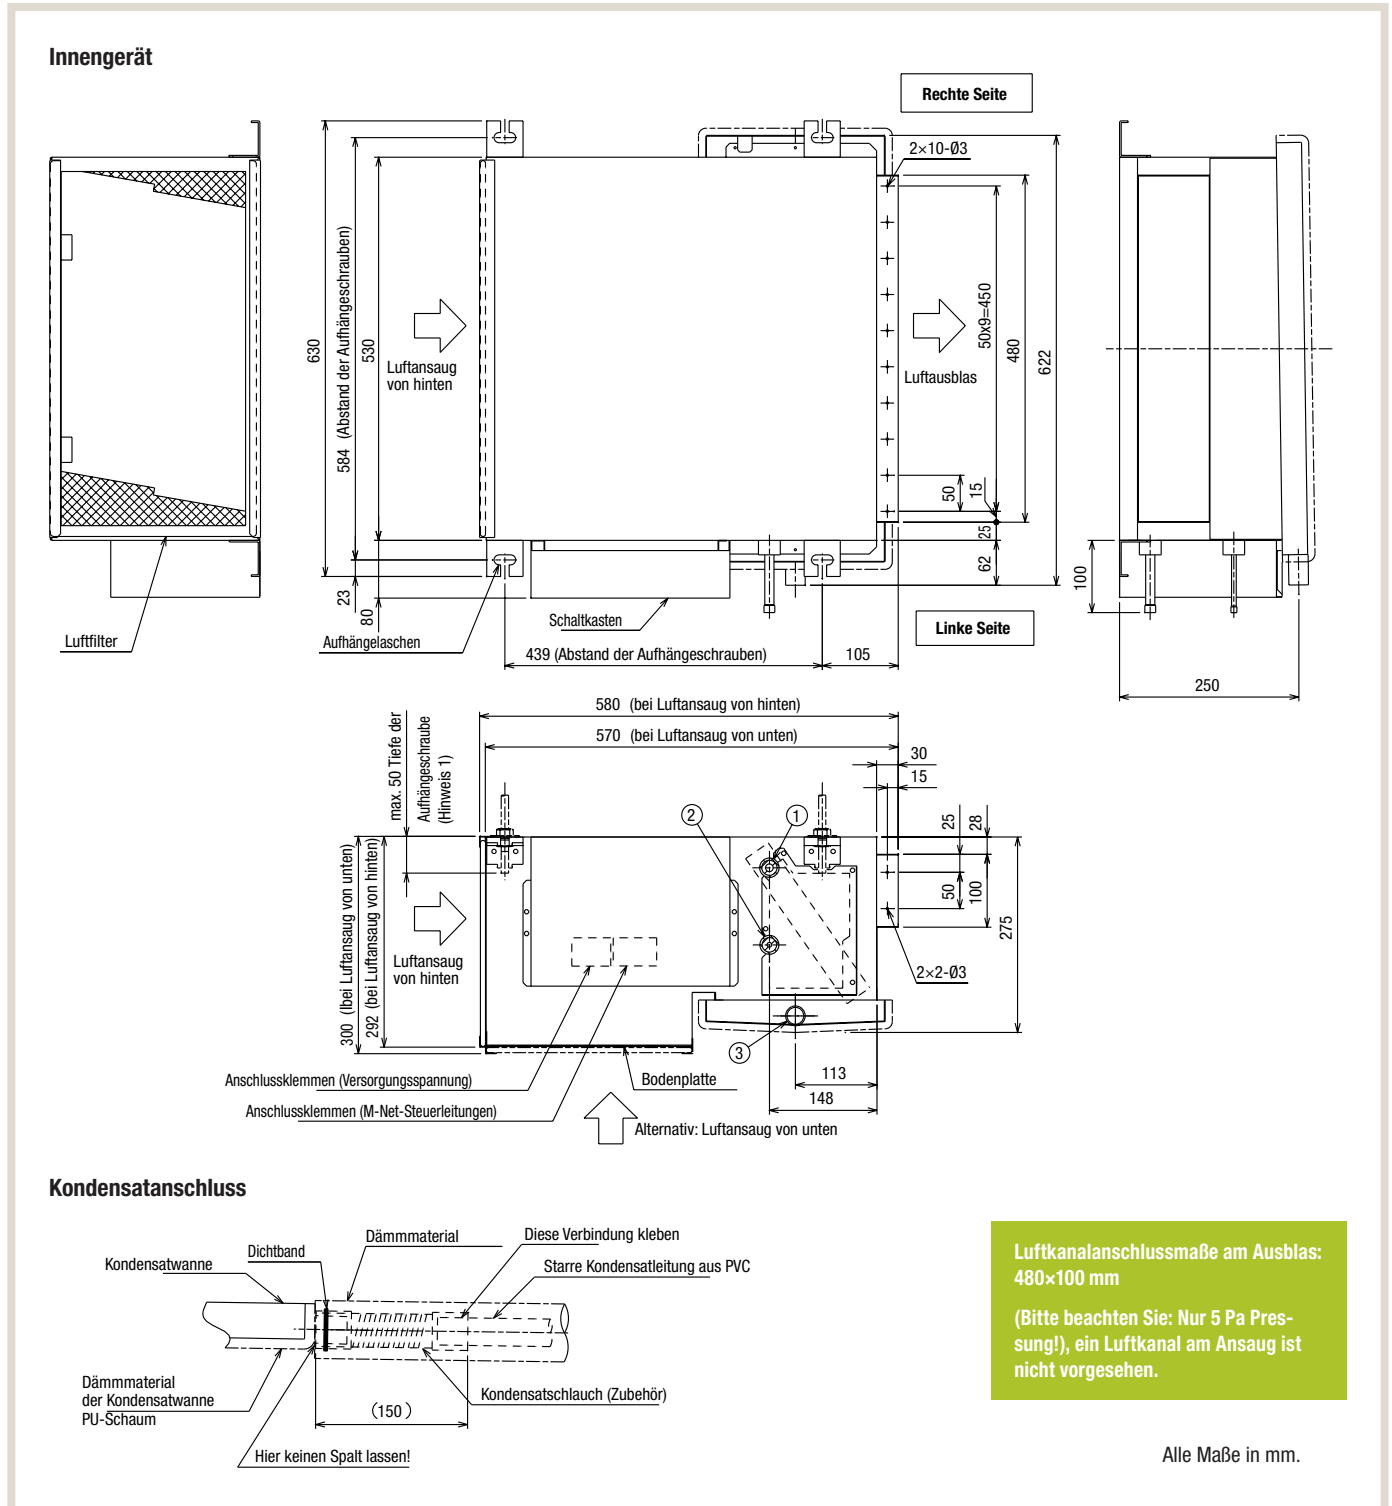 Innengerät
Rechte Seite
2×10-Ø3
630
584 (Abstand der Aufhängeschrauben)
530
Luftansaug
von hinten
Luftausblas
50x9=450
480
622
50
15
25
62
100
23
80
Luftfilter
Aufhängelaschen
Schaltkasten
Linke Seite
439 (Abstand der Aufhängeschrauben)
105
250
580 (bei Luftansaug von hinten)
570 (bei Luftansaug von unten)
max. 50 Tiefe der
Aufhängeschraube
(Hinweis 1)
30
15
25
28
2
1
300 (Ibei Luftansaug von unten)
292 (bei Luftansaug von hinten)
Luftansaug
von hinten
50
100
275
2×2-Ø3
3
113
148
Anschlussklemmen (Versorgungsspannung)
Bodenplatte
Anschlussklemmen (M-Net-Steuerleitungen)
Alternativ: Luftansaug von unten
Kondensatanschluss
Kondensatwanne
Dichtband
Dämmmaterial
Diese Verbindung kleben
Starre Kondensatleitung aus PVC
Dämmmaterial
der Kondensatwanne
PU-Schaum
Kondensatschlauch (Zubehör)
(150)
Hier keinen Spalt lassen!
Luftkanalanschlussmaße am Ausblas:
480×100 mm
(Bitte beachten Sie: Nur 5 Pa Pres-
sung!), ein Luftkanal am Ansaug ist
nicht vorgesehen.
Alle Maße in mm.